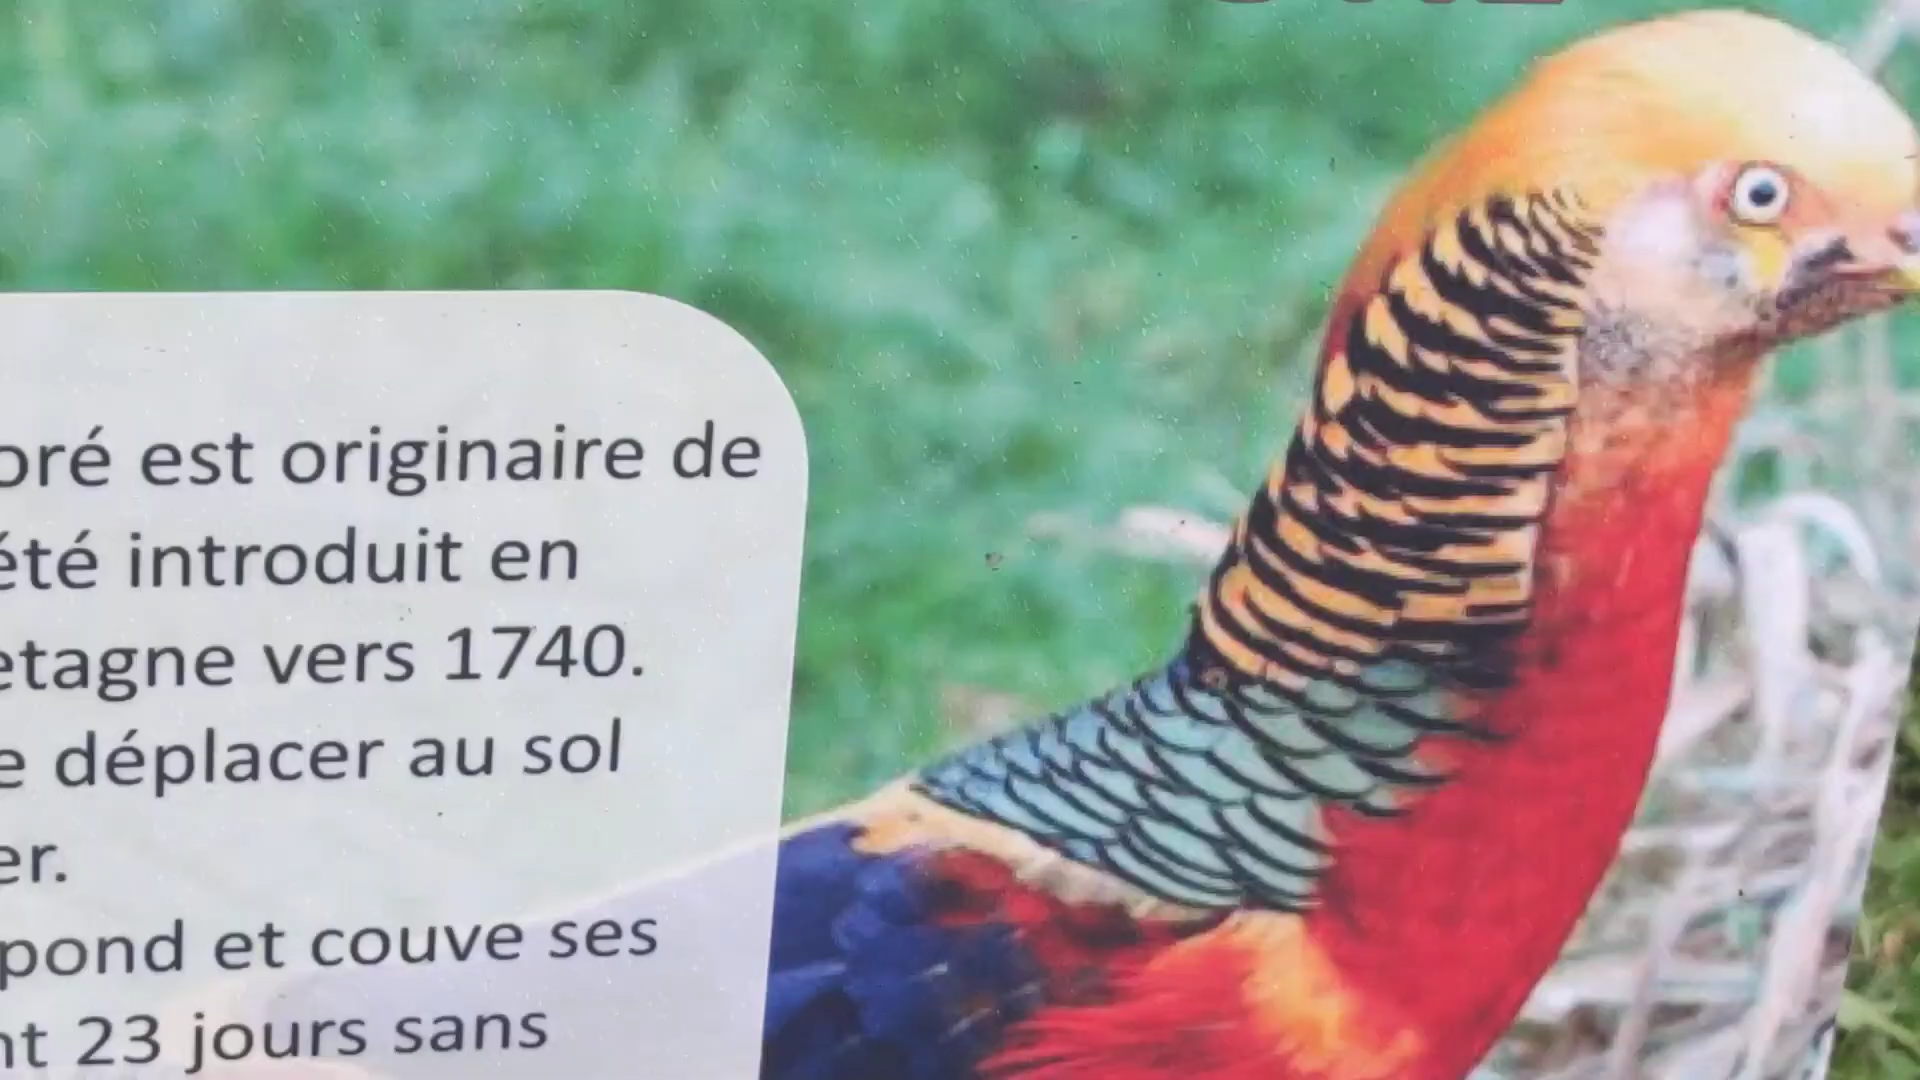 oré est originaire de
été introduit en
etagne vers 1740.
e déplacer au sol
er.
pond et couve ses
nt 23 jours sans